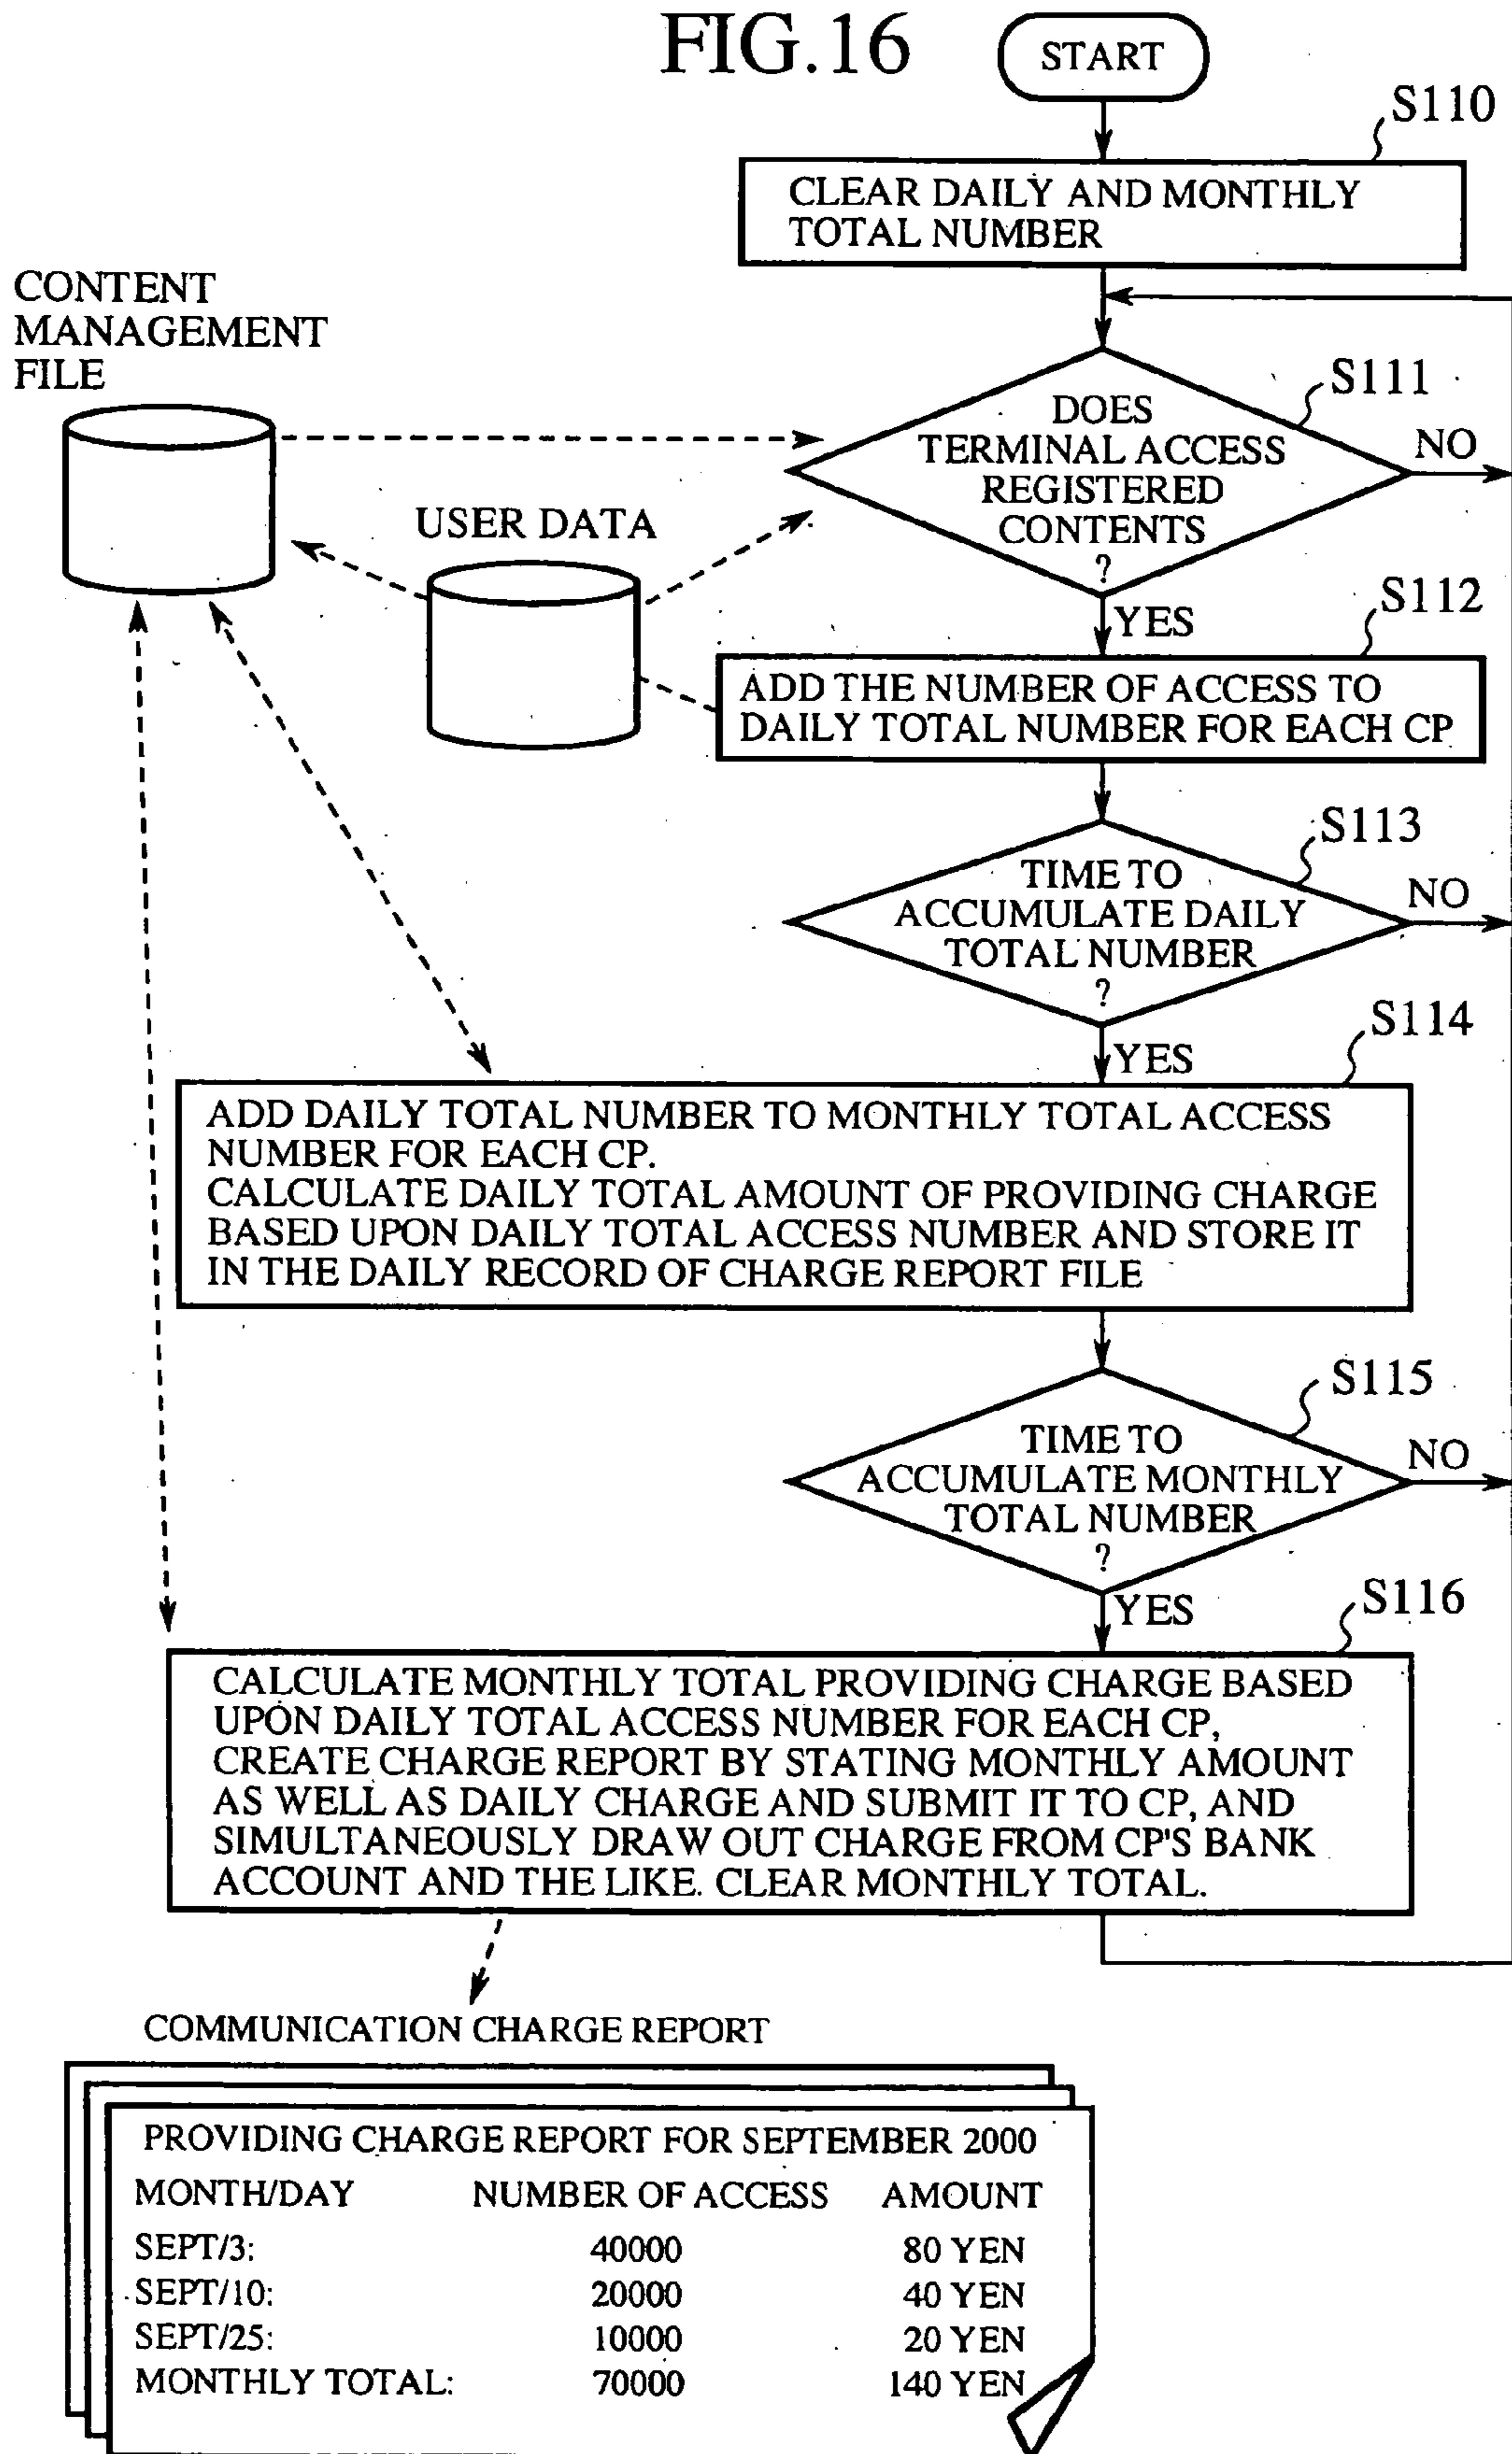 FIG.16
START
S110
CLEAR DAILY AND MONTHLY
TOTAL NUMBER
CONTENT
MANAGEMENT
FILE
S111
DOES
TERMINAL ACCESS
REGISTERED
CONTENTS
?
NO
USER DATA
YES
S112
ADD THE NUMBER OF ACCESS TO
DAILY TOTAL NUMBER FOR EACH CP
S113
TIME TO
ACCUMULATE DAILY
TOTAL NUMBER
?
NO
YES
S114
ADD DAILY TOTAL NUMBER TO MONTHLY TOTAL ACCESS
NUMBER FOR EACH CP.
CALCULATE DAILY TOTAL AMOUNT OF PROVIDING CHARGE
BASED UPON DAILY TOTAL ACCESS NUMBER AND STORE IT
IN THE DAILY RECORD OF CHARGE REPORT FILE
S115
TIME TO
ACCUMULATE MONTHLY
TOTAL NUMBER
?
NO
YES
S116
CALCULATE MONTHLY TOTAL PROVIDING CHARGE BASED
UPON DAILY TOTAL ACCESS NUMBER FOR EACH CP,
CREATE CHARGE REPORT BY STATING MONTHLY AMOUNT
AS WELL AS DAILY CHARGE AND SUBMIT IT TO CP, AND
SIMULTANEOUSLY DRAW OUT CHARGE FROM CP'S BANK
ACCOUNT AND THE LIKE. CLEAR MONTHLY TOTAL.
COMMUNICATION CHARGE REPORT
PROVIDING CHARGE REPORT FOR SEPTEMBER 2000
MONTH/DAY NUMBER OF ACCESS AMOUNT
SEPT/3: 40000 80 YEN
SEPT/10: 20000 40 YEN
SEPT/25: 10000 20 YEN
MONTHLY TOTAL: 70000 140 YEN